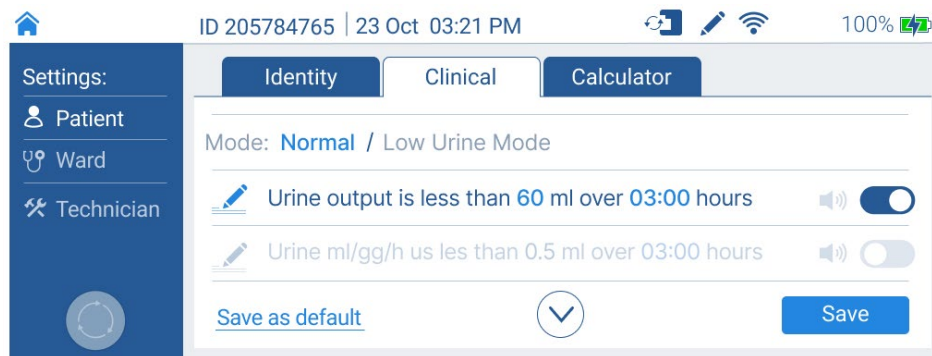 ID 205784765 | 23 Oct 03:21 PM 100%
Settings:
Patient
Ward
Technician
Identity Clinical Calculator
Mode: Normal / Low Urine Mode
Urine output is less than 60 ml over 03:00 hours
Urine ml/gg/h us les than 0.5 ml over 03:00 hours
Save as default
Save